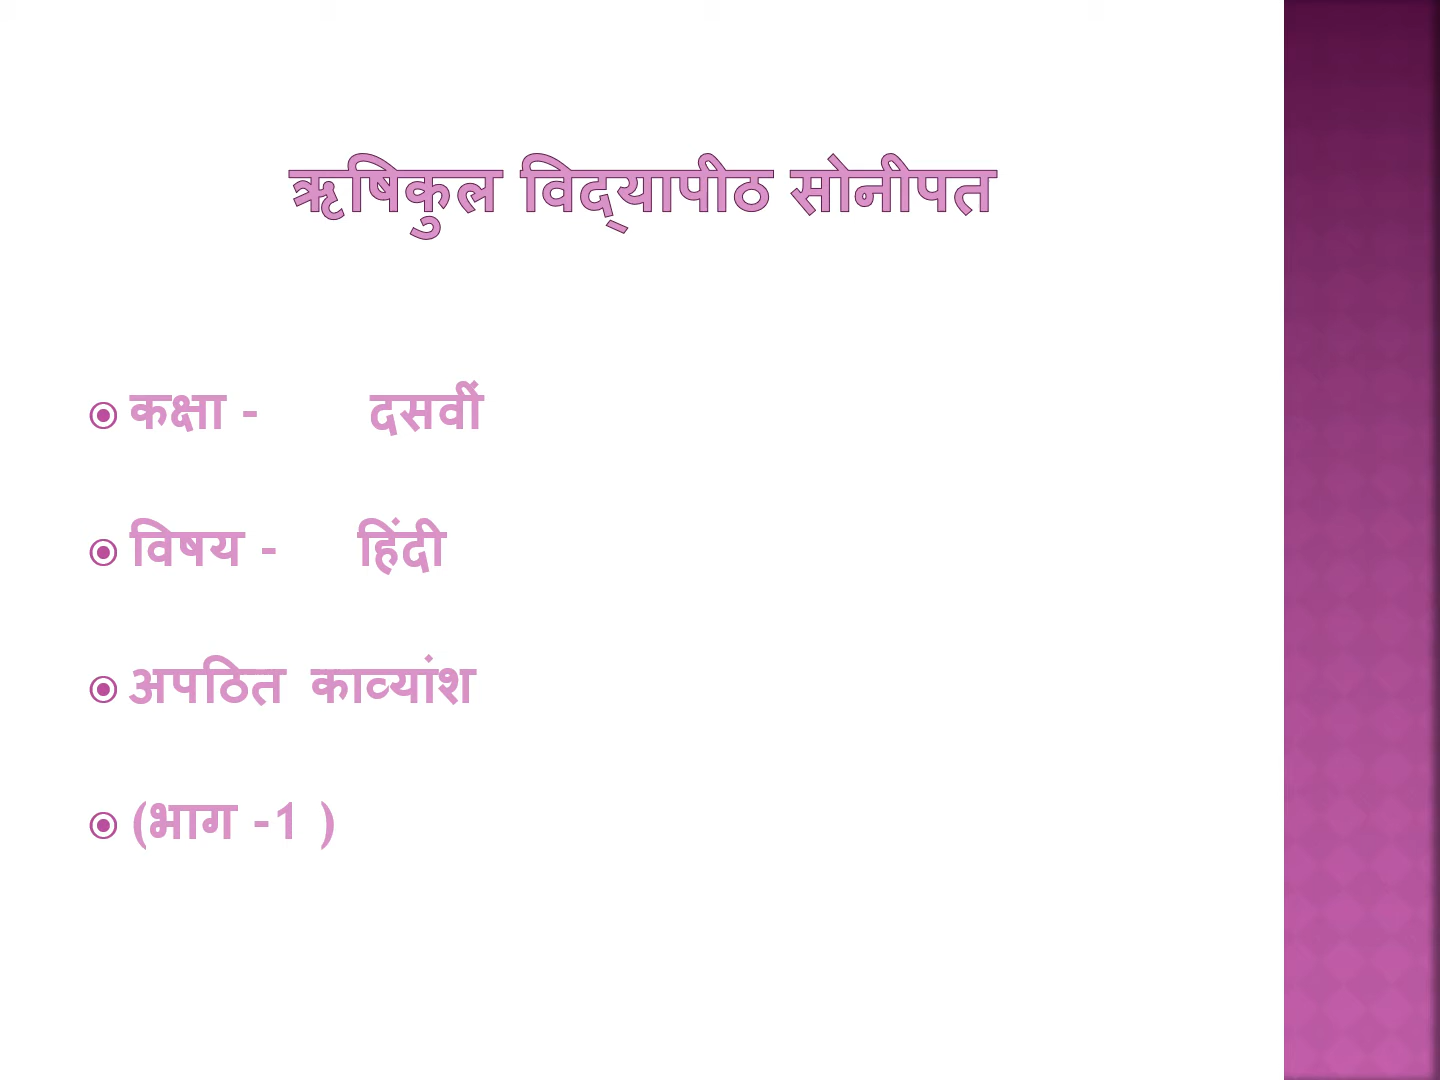 ऋषिकुल विद्‌यापीठ सोनीपत
कक्षा - दसवीं
विषय - हिंदी
अपठित काव्यांश
(भाग -1 )